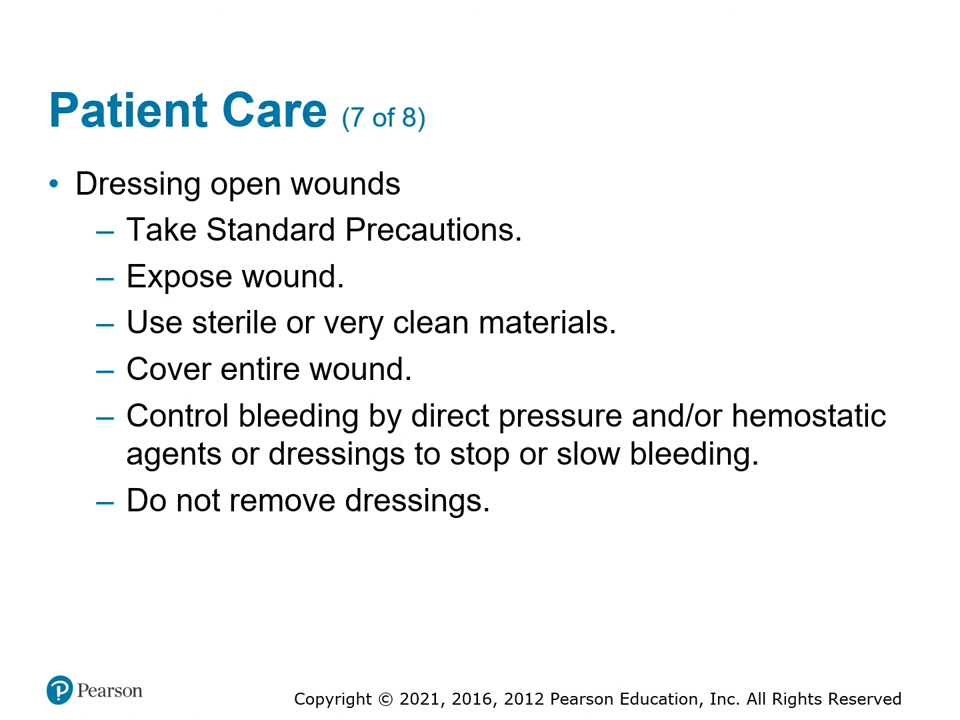 Patient Care (7 of 8)
• Dressing open wounds
– Take Standard Precautions.
– Expose wound.
– Use sterile or very clean materials.
– Cover entire wound.
– Control bleeding by direct pressure and/or hemostatic
agents or dressings to stop or slow bleeding.
– Do not remove dressings.
Pearson
Copyright © 2021, 2016, 2012 Pearson Education, Inc. All Rights Reserved